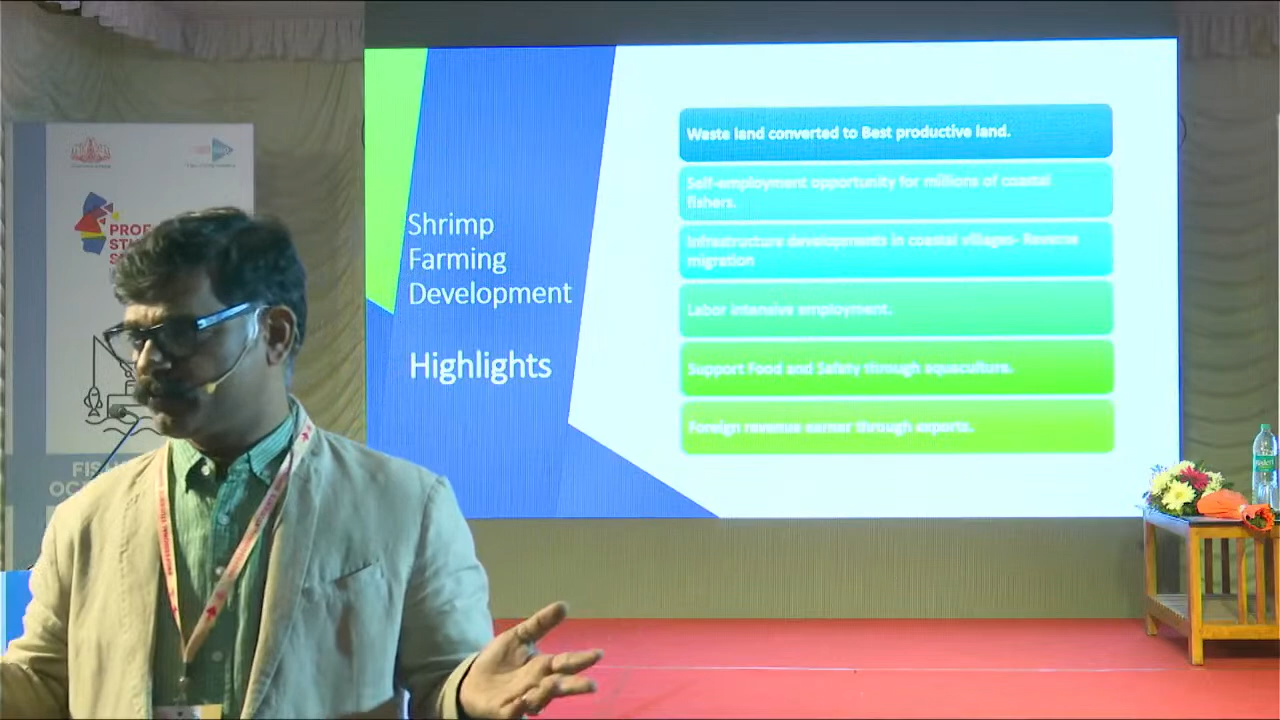 Shrimp
Farming
Development
Highlights
Waste land converted to Best productive land.
Self-employment opportunity for millions of coastal
fishers.
Infrastructure developments in coastal villages- Reverse
migration
Labor intensive employment.
Support Food and Safety through aquaculture.
Foreign revenue earner through exports.
PROF